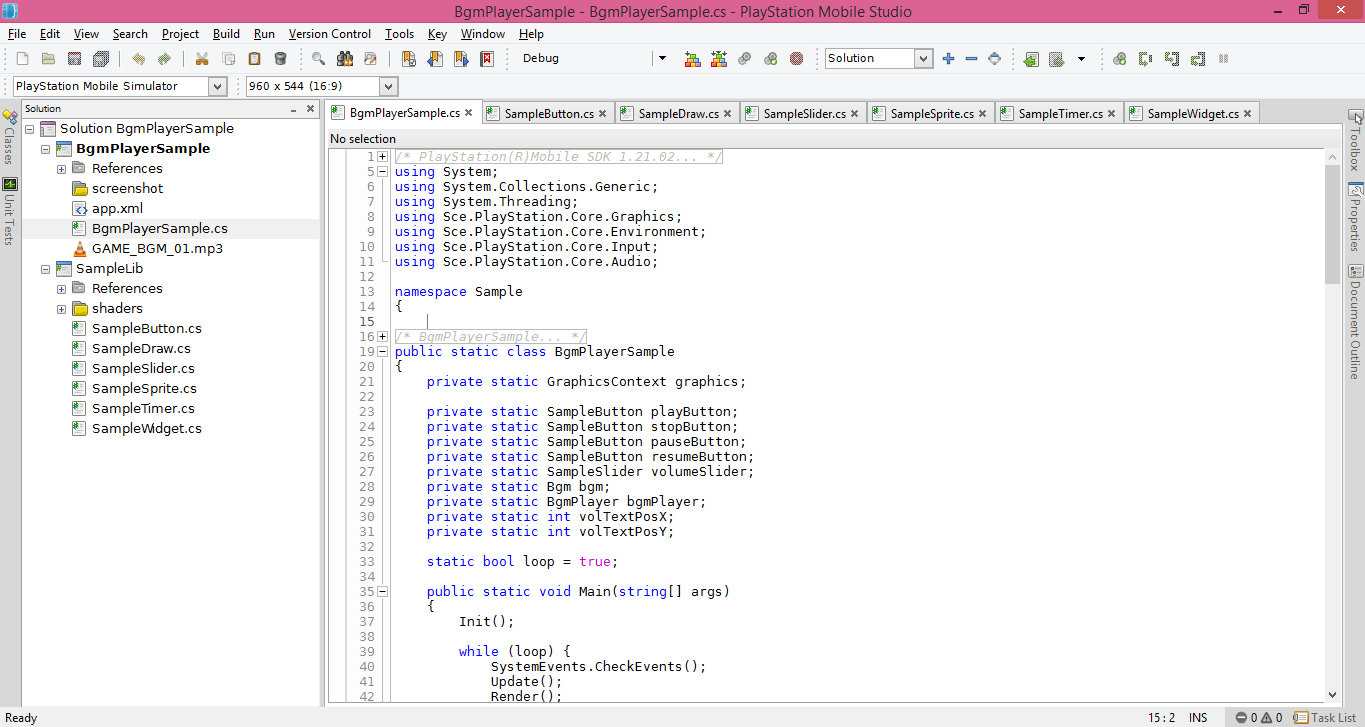 BgmPlayerSample - BgmPlayerSample.cs - PlayStation Mobile Studio
File Edit View Search Project Build Run Version Control Tools Key Window Help
Debug
Solution
PlayStation Mobile Simulator
960 x 544 (16:9)
Classes
Unit Tests
Solution
Solution BgmPlayerSample
BgmPlayerSample
References
screenshot
app.xml
BgmPlayerSample.cs
GAME_BGM_01.mp3
SampleLib
References
shaders
SampleButton.cs
SampleDraw.cs
SampleSlider.cs
SampleSprite.cs
SampleTimer.cs
SampleWidget.cs
BgmPlayerSample.cs SampleButton.cs SampleDraw.cs SampleSlider.cs SampleSprite.cs SampleTimer.cs SampleWidget.cs
No selection
1 /* PlayStation(R)Mobile SDK 1.21.02... */
5 using System;
6 using System.Collections.Generic;
7 using System.Threading;
8 using Sce.PlayStation.Core.Graphics;
9 using Sce.PlayStation.Core.Environment;
10 using Sce.PlayStation.Core.Input;
11 using Sce.PlayStation.Core.Audio;
12
13 namespace Sample
14 {
15
16 /* BgmPlayerSample... */
19 public static class BgmPlayerSample
20 {
21 private static GraphicsContext graphics;
22
23 private static SampleButton playButton;
24 private static SampleButton stopButton;
25 private static SampleButton pauseButton;
26 private static SampleButton resumeButton;
27 private static SampleSlider volumeSlider;
28 private static Bgm bgm;
29 private static BgmPlayer bgmPlayer;
30 private static int volTextPosX;
31 private static int volTextPosY;
32
33 static bool loop = true;
34
35 public static void Main(string[] args)
36 {
37 Init();
38
39 while (loop) {
40 SystemEvents.CheckEvents();
41 Update();
42 Render();
Toolbox
Properties
Document Outline
Ready
15 : 2 INS
0 0 Task List